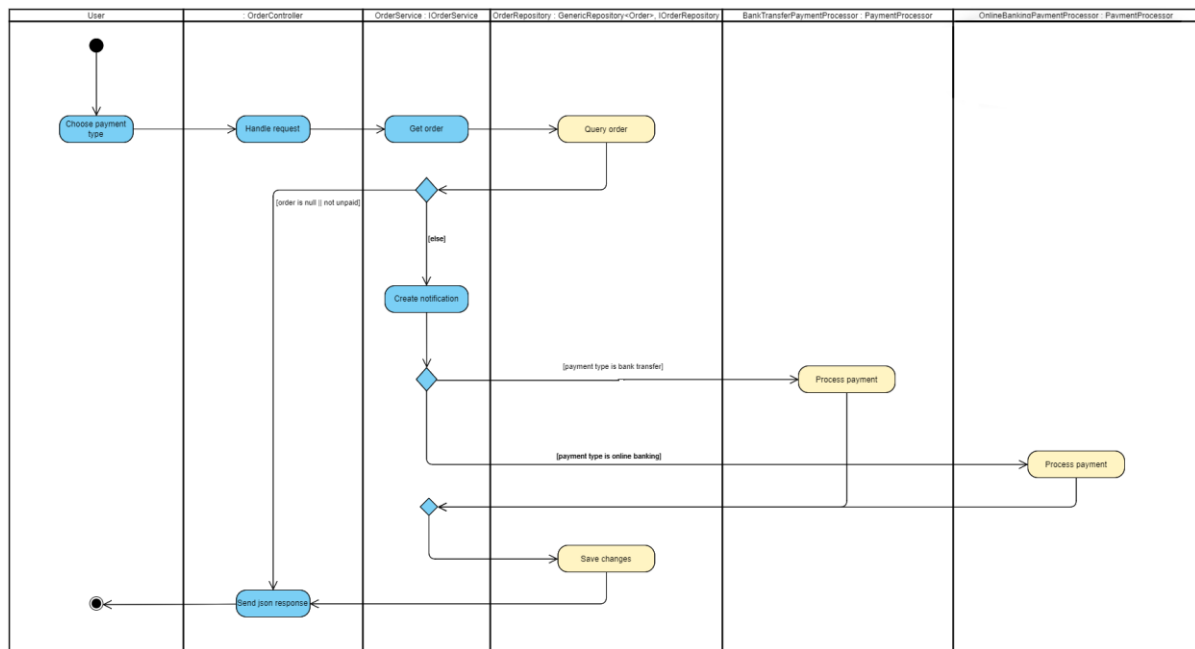 User
: OrderController
OrderService : IOrderService
OrderRepository : GenericRepository<Order>, IOrderRepository
BankTransferPaymentProcessor : PaymentProcessor
OnlineBankingPaymentProcessor : PaymentProcessor
Choose payment
type
Handle request
Get order
Query order
[order is null || not unpaid]
[else]
Create notification
[payment type is bank transfer]
Process payment
[payment type is online banking]
Process payment
Save changes
Send json response